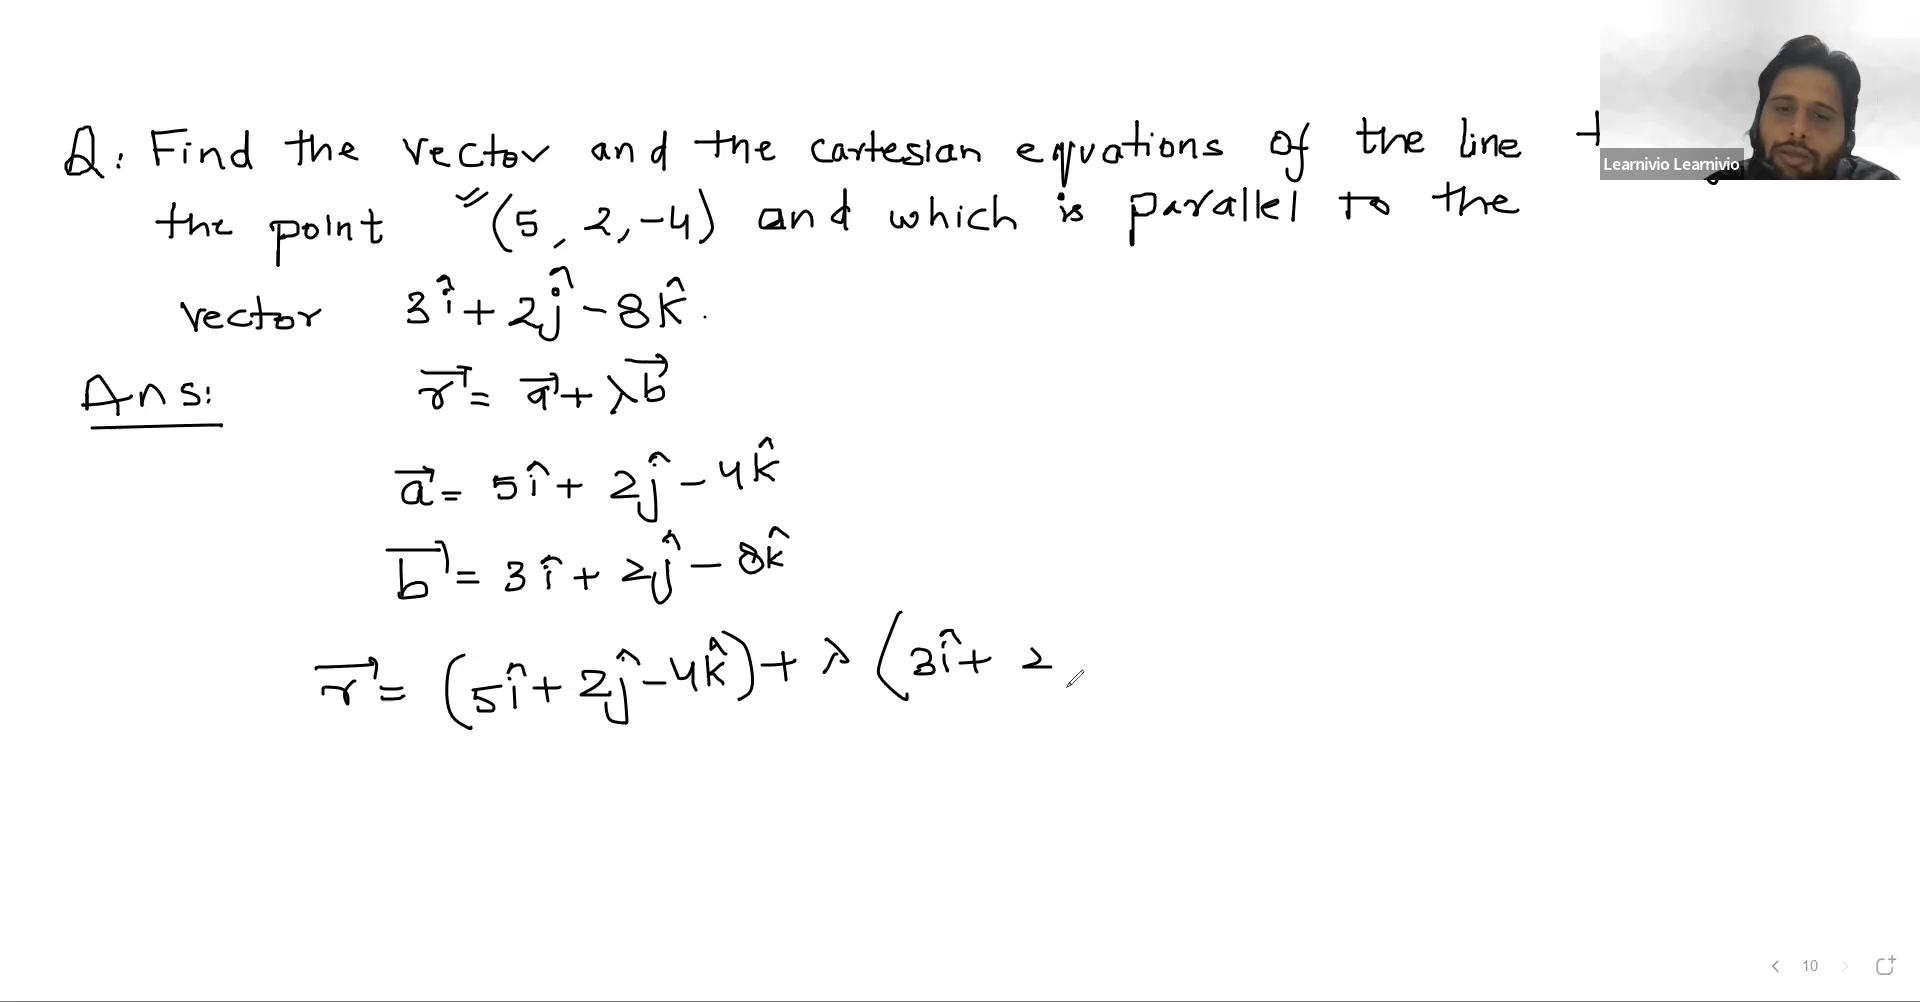 Q: Find the vector and the cartesian equations of the line
the point (5, 2, -4) and which is parallel to the
vector 3î + 2ĵ - 8k̂.
Ans: r⃗ = a⃗ + λb⃗
a⃗ = 5î + 2ĵ - 4k̂
b⃗ = 3î + 2ĵ - 8k̂
r⃗ = (5î + 2ĵ - 4k̂) + λ (3î + 2
Learnivio Learnivio
10